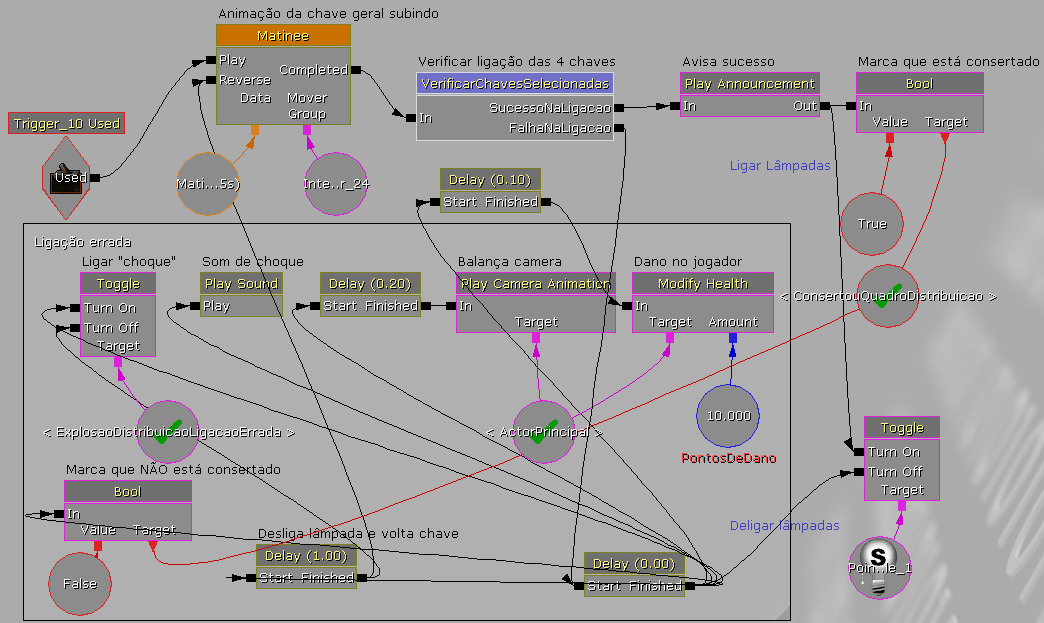 Animação da chave geral subindo
Matinee
Play
Reverse
Completed
Data
Mover
Group
Verificar ligação das 4 chaves
VerificarChavesSelecionadas
SucessoNaLigacao
In
FalhaNaLigacao
Avisa sucesso
Play Announcement
In
Out
Marca que está consertado
Bool
In
Value
Target
Trigger_10 Used
Used
Mati...5s)
Inte..r_24
Delay (0.10)
Start
Finished
Ligar Lâmpadas
True
Ligação errada
Ligar "choque"
Toggle
Turn On
Turn Off
Target
Som de choque
Play Sound
Play
Delay (0.20)
Start
Finished
Balança camera
Play Camera Animation
In
Target
Dano no jogador
Modify Health
In
Target
Amount
< ConsertouQuadroDistribuicao >
< ExplosaoDistribuicaoLigacaoErrada >
< ActorPrincipal >
10.000
PontosDeDano
Toggle
Turn On
Turn Off
Target
Marca que NÃO está consertado
Bool
In
Value
Target
False
Desliga lâmpada e volta chave
Delay (1.00)
Start
Finished
Delay (0.00)
Start
Finished
Deligar lâmpadas
S
Poin..le_1